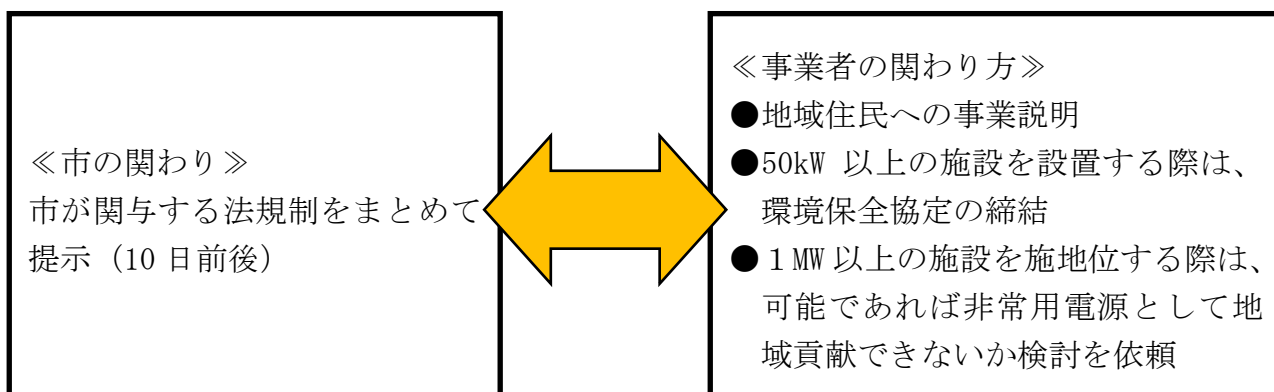 ≪市の関わり≫
市が関与する法規制をまとめて
提示（10 日前後）
≪事業者の関わり方≫
●地域住民への事業説明
●50kW 以上の施設を設置する際は、
環境保全協定の締結
●１MW 以上の施設を施地位する際は、
可能であれば非常用電源として地
域貢献できないか検討を依頼